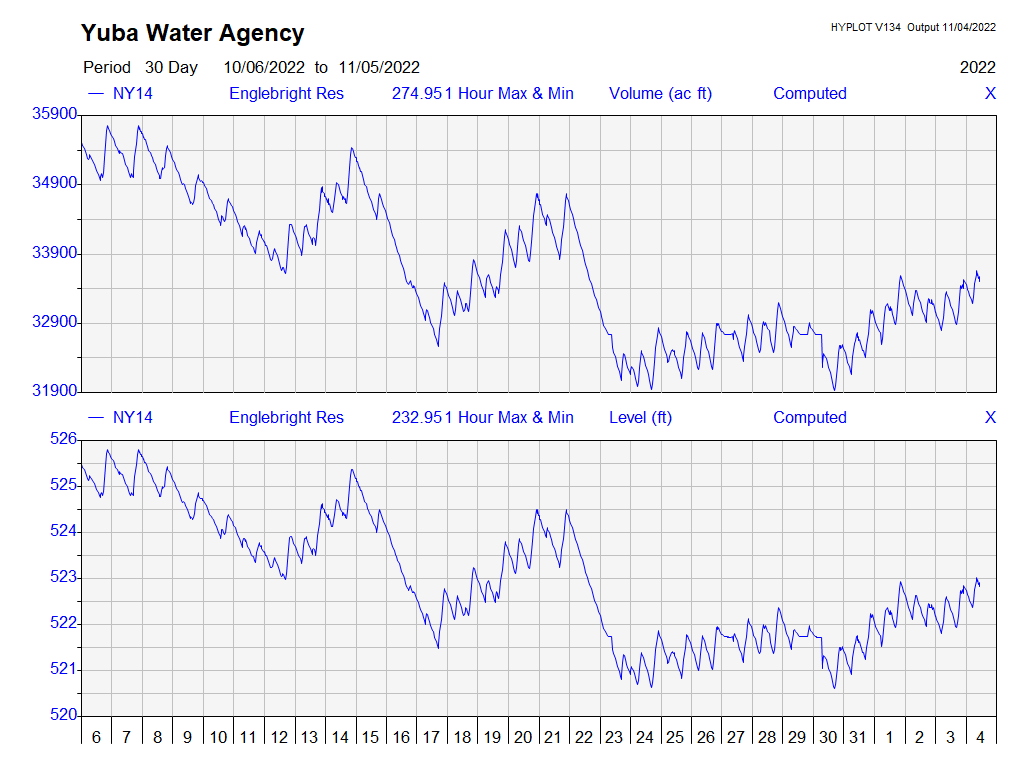 Yuba Water Agency
HYPLOT V134 Output 11/04/2022
Period 30 Day 10/06/2022 to 11/05/2022 2022
NY14 Englebright Res 274.951 Hour Max & Min Volume (ac ft) Computed X
35900
34900
33900
32900
31900
NY14 Englebright Res 232.951 Hour Max & Min Level (ft) Computed X
526
525
524
523
522
521
520
6 7 8 9 10 11 12 13 14 15 16 17 18 19 20 21 22 23 24 25 26 27 28 29 30 31 1 2 3 4